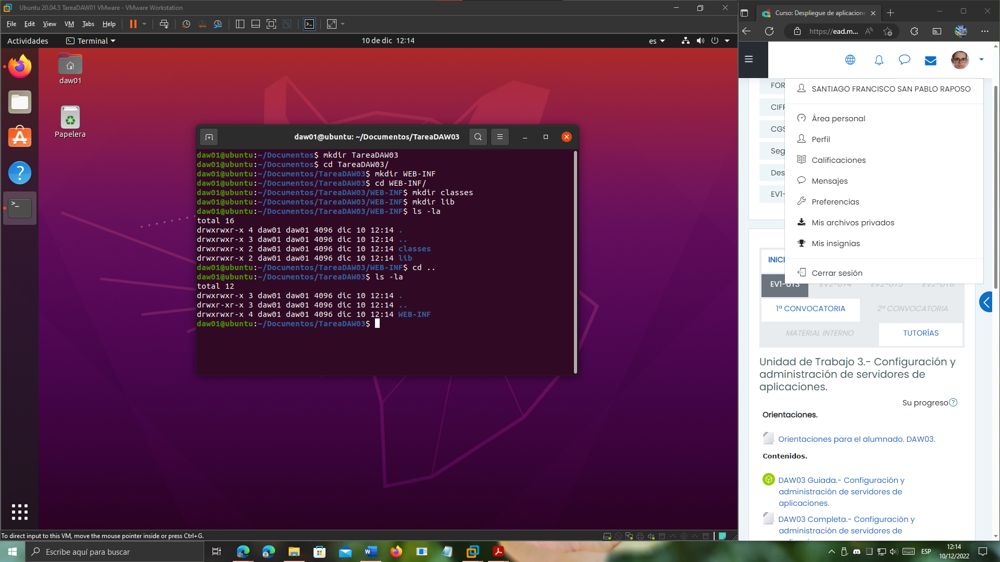 Ubuntu 20.04.5 TareaDAW01 VMware - VMware Workstation
File Edit View VM Tabs Help
Actividades Terminal 10 de dic 12:14 es
daw01
Papelera
daw01@ubuntu: ~/Documentos/TareaDAW03
daw01@ubuntu:~/Documentos$ mkdir TareaDAW03
daw01@ubuntu:~/Documentos$ cd TareaDAW03/
daw01@ubuntu:~/Documentos/TareaDAW03$ mkdir WEB-INF
daw01@ubuntu:~/Documentos/TareaDAW03$ cd WEB-INF/
daw01@ubuntu:~/Documentos/TareaDAW03/WEB-INF$ mkdir classes
daw01@ubuntu:~/Documentos/TareaDAW03/WEB-INF$ mkdir lib
daw01@ubuntu:~/Documentos/TareaDAW03/WEB-INF$ ls -la
total 16
drwxrwxr-x 4 daw01 daw01 4096 dic 10 12:14 .
drwxrwxr-x 3 daw01 daw01 4096 dic 10 12:14 ..
drwxrwxr-x 2 daw01 daw01 4096 dic 10 12:14 classes
drwxrwxr-x 2 daw01 daw01 4096 dic 10 12:14 lib
daw01@ubuntu:~/Documentos/TareaDAW03/WEB-INF$ cd ..
daw01@ubuntu:~/Documentos/TareaDAW03$ ls -la
total 12
drwxrwxr-x 3 daw01 daw01 4096 dic 10 12:14 .
drwxr-xr-x 3 daw01 daw01 4096 dic 10 12:14 ..
drwxrwxr-x 4 daw01 daw01 4096 dic 10 12:14 WEB-INF
daw01@ubuntu:~/Documentos/TareaDAW03$
To direct input to this VM, move the mouse pointer inside or press Ctrl+G.
Curso: Despliegue de aplicacione
https://ead.m...
FOR
CIFP
CGS
Seg
Des
EV1-
SANTIAGO FRANCISCO SAN PABLO RAPOSO
Área personal
Perfil
Calificaciones
Mensajes
Preferencias
Mis archivos privados
Mis insignias
Cerrar sesión
INICI
EV1-UT3 EV2-UT4 EV2-UT5 EV2-UT6
1ª CONVOCATORIA 2ª CONVOCATORIA
MATERIAL INTERNO TUTORÍAS
Unidad de Trabajo 3.- Configuración y
administración de servidores de
aplicaciones.
Su progreso
Orientaciones.
Orientaciones para el alumnado. DAW03.
Contenidos.
DAW03 Guiada.- Configuración y
administración de servidores de
aplicaciones.
DAW03 Completa.- Configuración y
administración de servidores de
Escribe aquí para buscar
ESP
12:14
10/12/2022